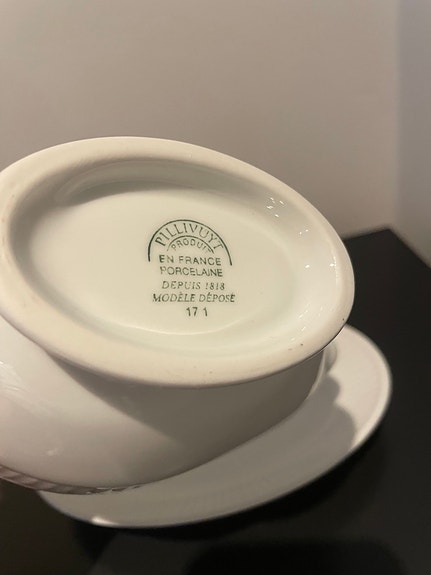 PILLIVUYT
PRODUIT
EN FRANCE
PORCELAINE
DEPUIS 1818
MODÈLE DÉPOSÉ
17 1